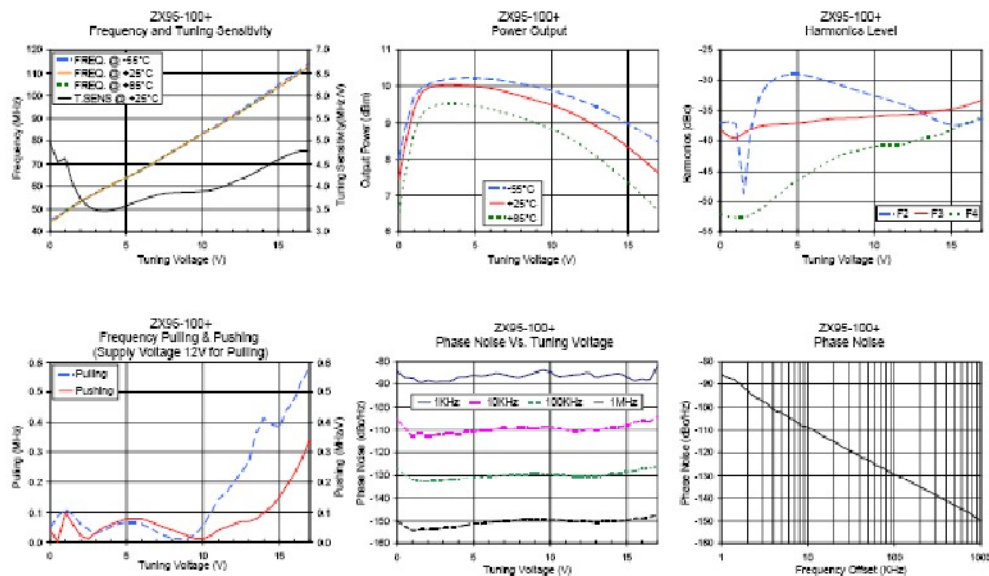 ZX95-100+
Frequency and Tuning Sensitivity
120
110
100
90
80
70
60
50
40
Frequency (MHz)
FREQ. @ -55°C
FREQ. @ +25°C
FREQ. @ +85°C
T.SENS @ +25°C
7.0
6.5
6.0
5.5
5.0
4.5
4.0
3.5
3.0
Tuning Sensitivity(MHz/V)
0 5 10 15
Tuning Voltage (V)
ZX95-100+
Power Output
11
10
9
8
7
6
Output Power (dBm)
-55°C
+25°C
+85°C
0 5 10 15
Tuning Voltage (V)
ZX95-100+
Harmonics Level
-25
-30
-35
-40
-45
-50
-55
Harmonics (dBc)
F2 F3 F4
0 5 10 15
Tuning Voltage (V)
ZX95-100+
Frequency Pulling & Pushing
(Supply Voltage 12V for Pulling)
0.6
0.5
0.4
0.3
0.2
0.1
0.0
Pulling (MHz)
Pulling
Pushing
0.6
0.5
0.4
0.3
0.2
0.1
0.0
Pushing (MHz/V)
0 5 10 15
Tuning Voltage (V)
ZX95-100+
Phase Noise Vs. Tuning Voltage
-80
-90
-100
-110
-120
-130
-140
-150
-160
Phase Noise (dBc/Hz)
1KHz 10KHz 100KHz 1MHz
0 5 10 15
Tuning Voltage (V)
ZX95-100+
Phase Noise
-80
-90
-100
-110
-120
-130
-140
-150
-160
Phase Noise (dBc/Hz)
1 10 100 1000
Frequency Offset (KHz)